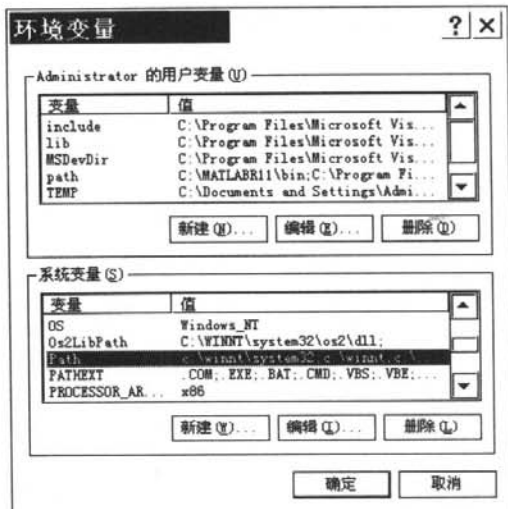 环境变量
? ×
Administrator 的用户变量(U)
变量 值
include C:\Program Files\Microsoft Vis...
lib C:\Program Files\Microsoft Vis...
MSDevDir C:\Program Files\Microsoft Vis...
path C:\MATLABR11\bin;C:\Program Fi...
TEMP C:\Documents and Settings\Admi...
新建(N)... 编辑(E)... 删除(D)
系统变量(S)
变量 值
OS Windows_NT
Os2LibPath C:\WINNT\system32\os2\dll;
Path c:\winnt\system32;c:\winnt;c:\...
PATHEXT .COM;.EXE;.BAT;.CMD;.VBS;.VBE;...
PROCESSOR_AR... x86
新建(W)... 编辑(I)... 删除(L)
确定 取消